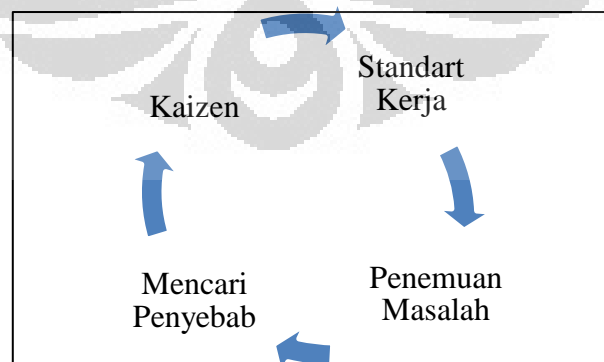 Standart
Kerja
Kaizen
Penemuan
Masalah
Mencari
Penyebab